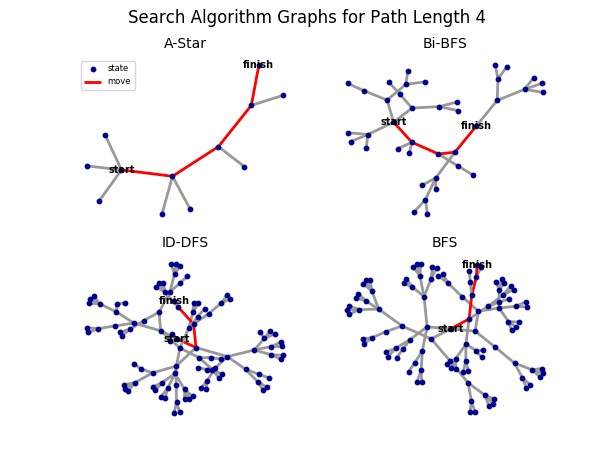 Search Algorithm Graphs for Path Length 4
A-Star
Bi-BFS
state
move
finish
start
start
finish
ID-DFS
BFS
finish
start
finish
start